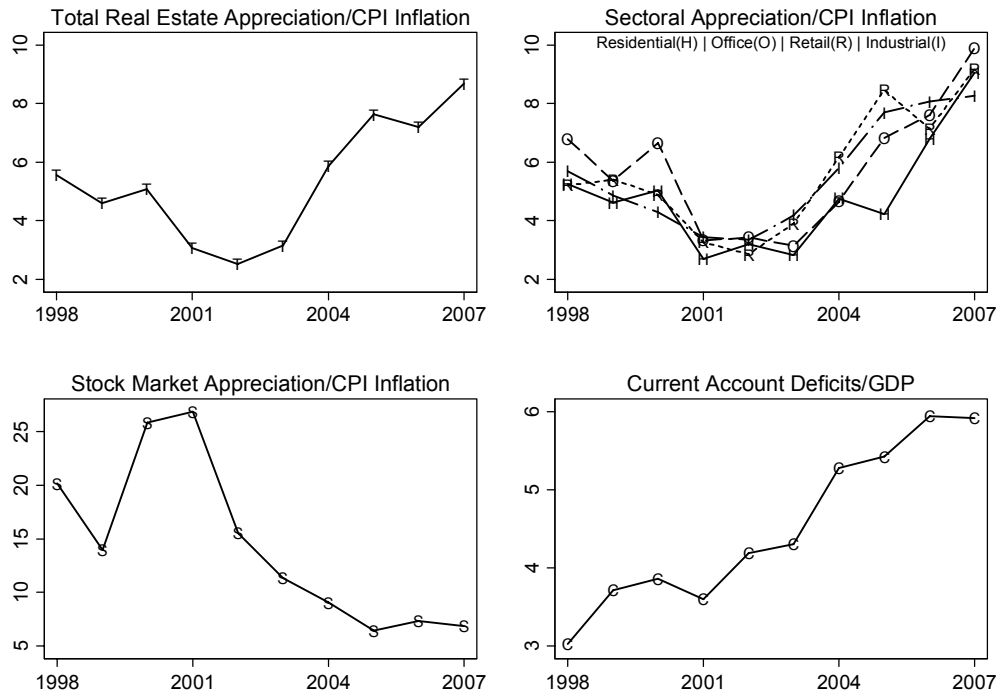 Total Real Estate Appreciation/CPI Inflation
10
8
6
4
2
T T T T T T T T T T
1998 2001 2004 2007
Sectoral Appreciation/CPI Inflation
Residential(H) | Office(O) | Retail(R) | Industrial(I)
10
8
6
4
2
1998 2001 2004 2007
Stock Market Appreciation/CPI Inflation
25
20
15
10
5
S S S S S S S S S S
1998 2001 2004 2007
Current Account Deficits/GDP
6
5
4
3
C C C C C C C C C C
1998 2001 2004 2007